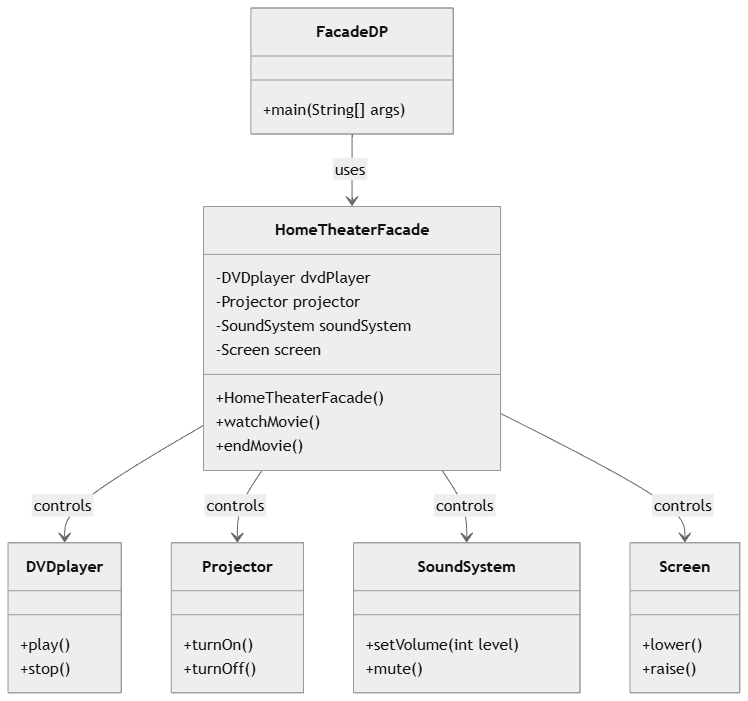 FacadeDP
+main(String[] args)
uses
HomeTheaterFacade
-DVDplayer dvdPlayer
-Projector projector
-SoundSystem soundSystem
-Screen screen
+HomeTheaterFacade()
+watchMovie()
+endMovie()
controls
controls
controls
controls
DVDplayer
+play()
+stop()
Projector
+turnOn()
+turnOff()
SoundSystem
+setVolume(int level)
+mute()
Screen
+lower()
+raise()